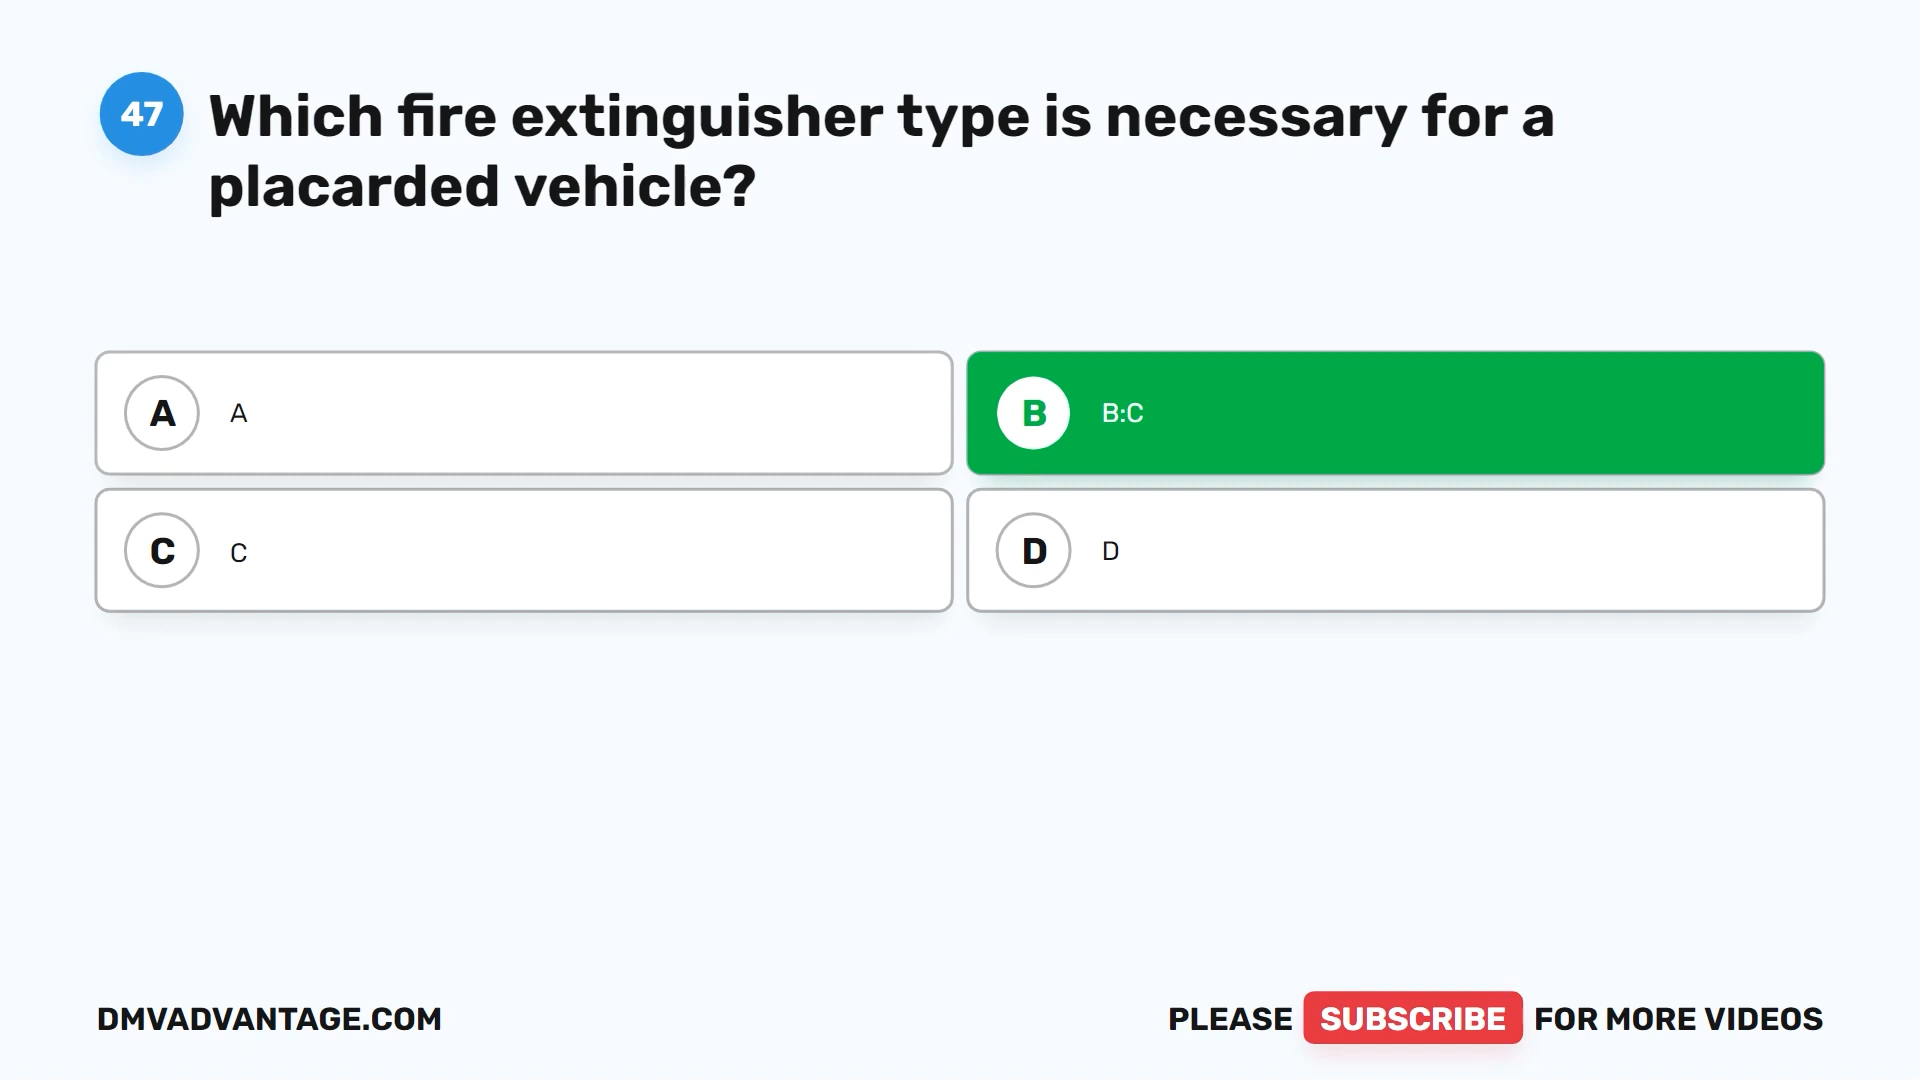 47
Which fire extinguisher type is necessary for a
placarded vehicle?
A A
B B:C
C C
D D
DMVADVANTAGE.COM
PLEASE SUBSCRIBE FOR MORE VIDEOS